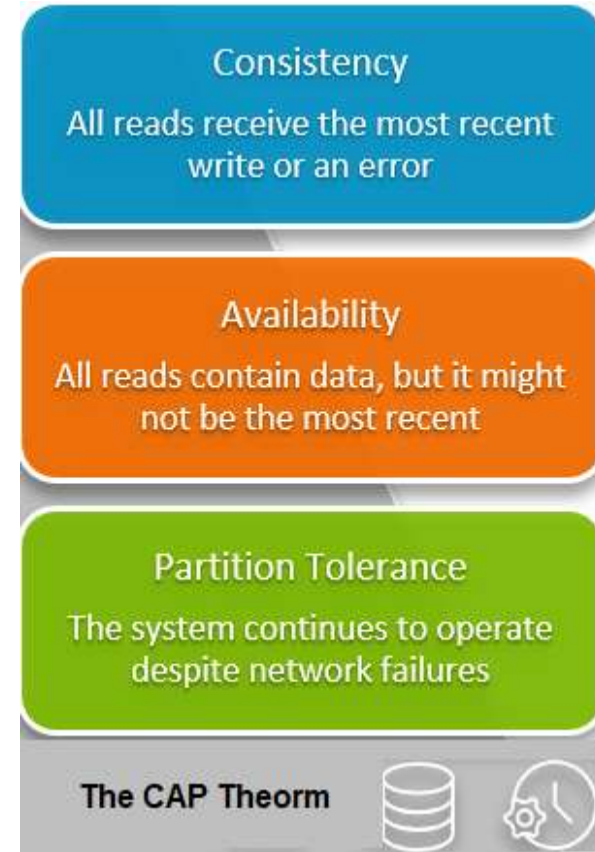 Consistency
All reads receive the most recent
write or an error
Availability
All reads contain data, but it might
not be the most recent
Partition Tolerance
The system continues to operate
despite network failures
The CAP Theorm